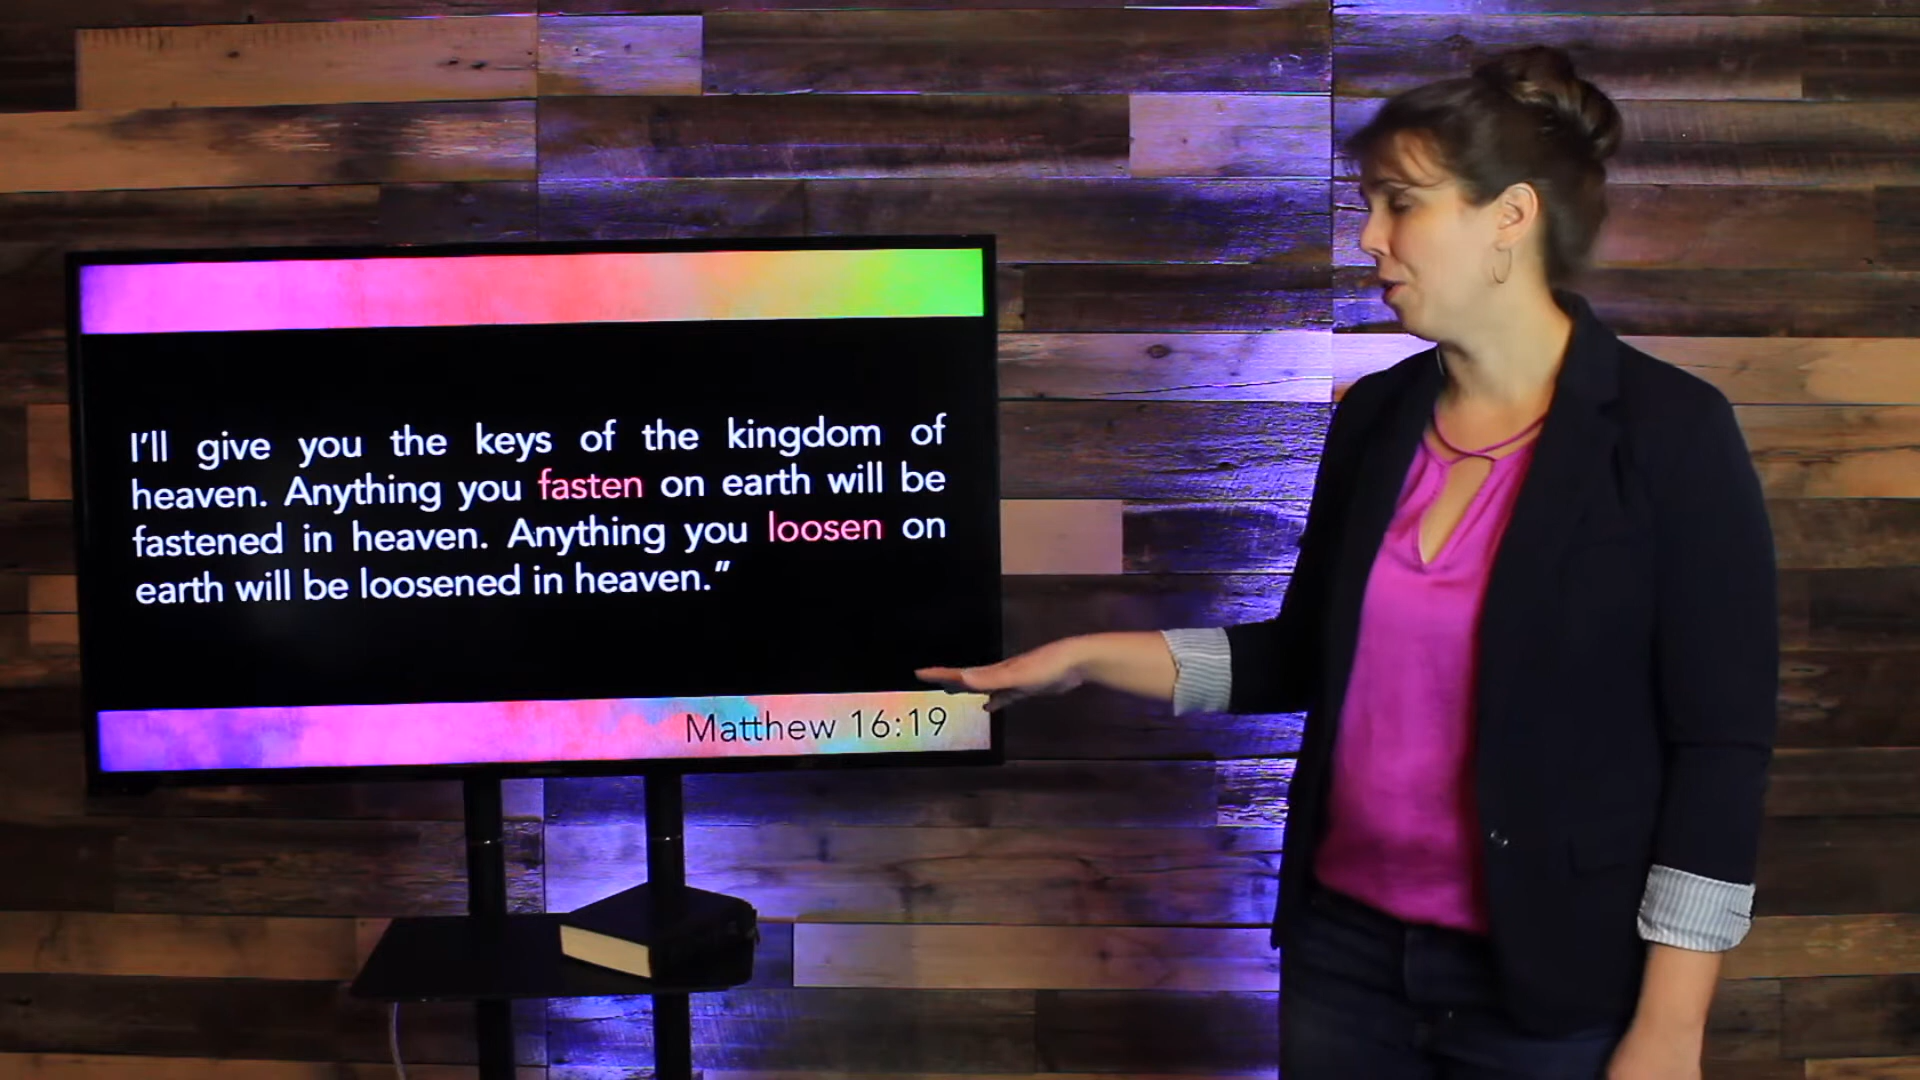 I'll give you the keys of the kingdom of
heaven. Anything you fasten on earth will be
fastened in heaven. Anything you loosen on
earth will be loosened in heaven."
Matthew 16:19